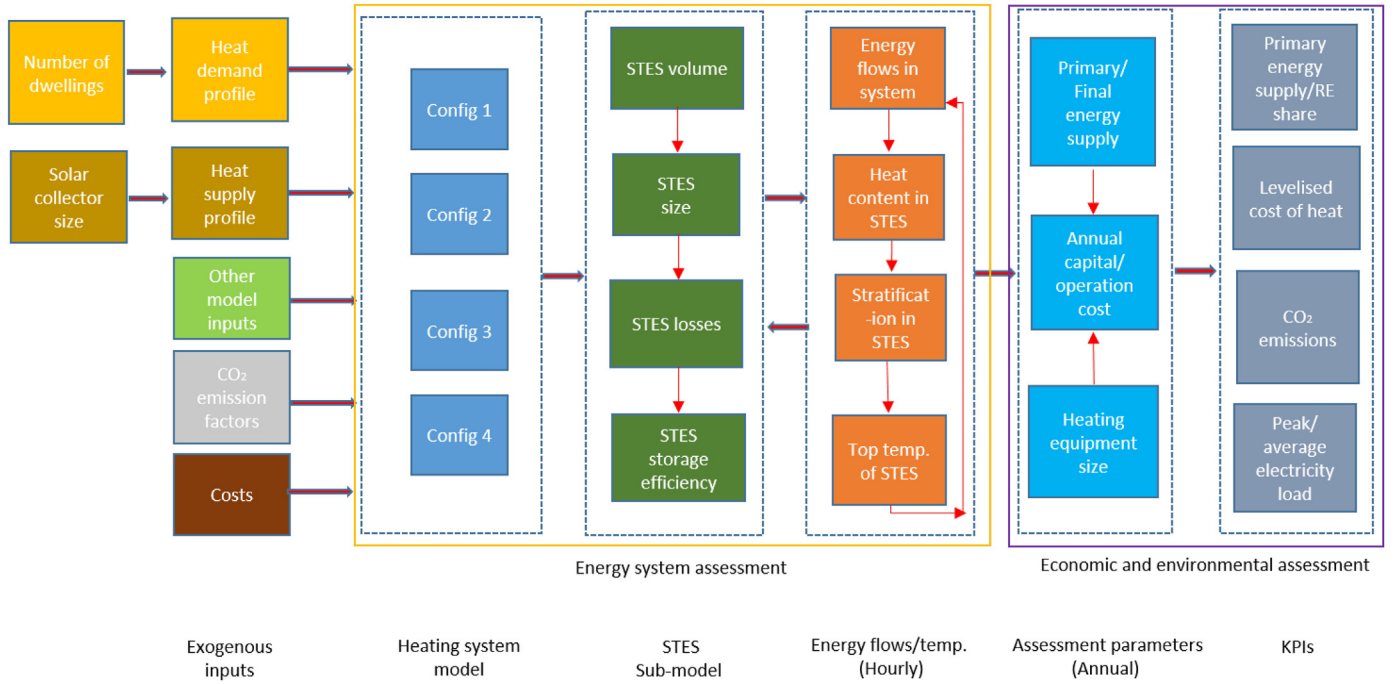 Number of
dwellings
Heat
demand
profile
Solar
collector
size
Heat
supply
profile
Other
model
inputs
CO₂
emission
factors
Costs
Config 1
Config 2
Config 3
Config 4
STES volume
STES
size
STES losses
STES
storage
efficiency
Energy
flows in
system
Heat
content in
STES
Stratificat
-ion in
STES
Top temp.
of STES
Primary/
Final
energy
supply
Annual
capital/
operation
cost
Heating
equipment
size
Primary
energy
supply/RE
share
Levelised
cost of heat
CO₂
emissions
Peak/
average
electricity
load
Energy system assessment
Economic and environmental assessment
Exogenous
inputs
Heating system
model
STES
Sub-model
Energy flows/temp.
(Hourly)
Assessment parameters
(Annual)
KPIs